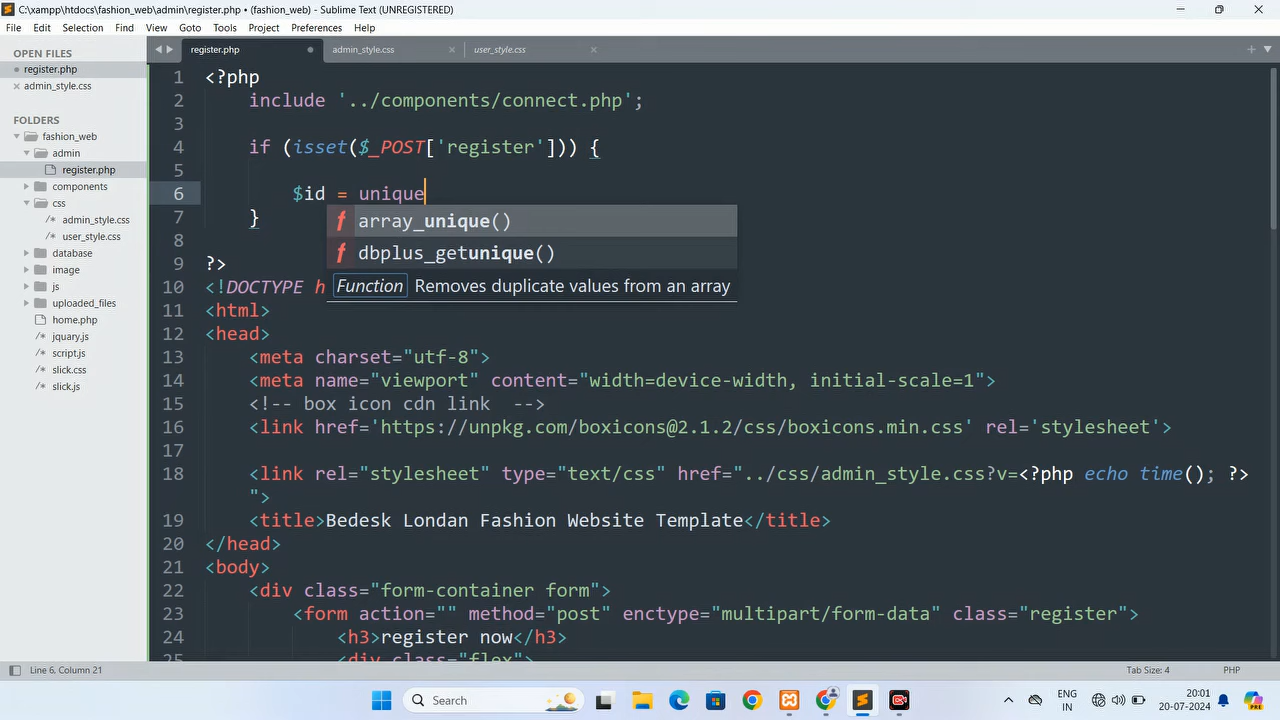 C:\xampp\htdocs\fashion_web\admin\register.php • (fashion_web) - Sublime Text (UNREGISTERED)
File Edit Selection Find View Goto Tools Project Preferences Help
OPEN FILES
register.php
admin_style.css
FOLDERS
fashion_web
admin
register.php
components
css
admin_style.css
user_style.css
database
image
js
uploaded_files
home.php
jquary.js
script.js
slick.css
slick.js
register.php admin_style.css user_style.css
1 <?php
2 include '../components/connect.php';
3
4 if (isset($_POST['register'])) {
5
6 $id = unique
array_unique()
dbplus_getunique()
Function Removes duplicate values from an array
7 }
8
9 ?>
10 <!DOCTYPE h
11 <html>
12 <head>
13 <meta charset="utf-8">
14 <meta name="viewport" content="width=device-width, initial-scale=1">
15 <!-- box icon cdn link  -->
16 <link href='https://unpkg.com/boxicons@2.1.2/css/boxicons.min.css' rel='stylesheet'>
17
18 <link rel="stylesheet" type="text/css" href="../css/admin_style.css?v=<?php echo time(); ?>
">
19 <title>Bedesk Londan Fashion Website Template</title>
20 </head>
21 <body>
22 <div class="form-container form">
23 <form action="" method="post" enctype="multipart/form-data" class="register">
24 <h3>register now</h3>
25 <div class="flex">
Line 6, Column 21 Tab Size: 4 PHP
Search
ENG
IN
20:01
20-07-2024